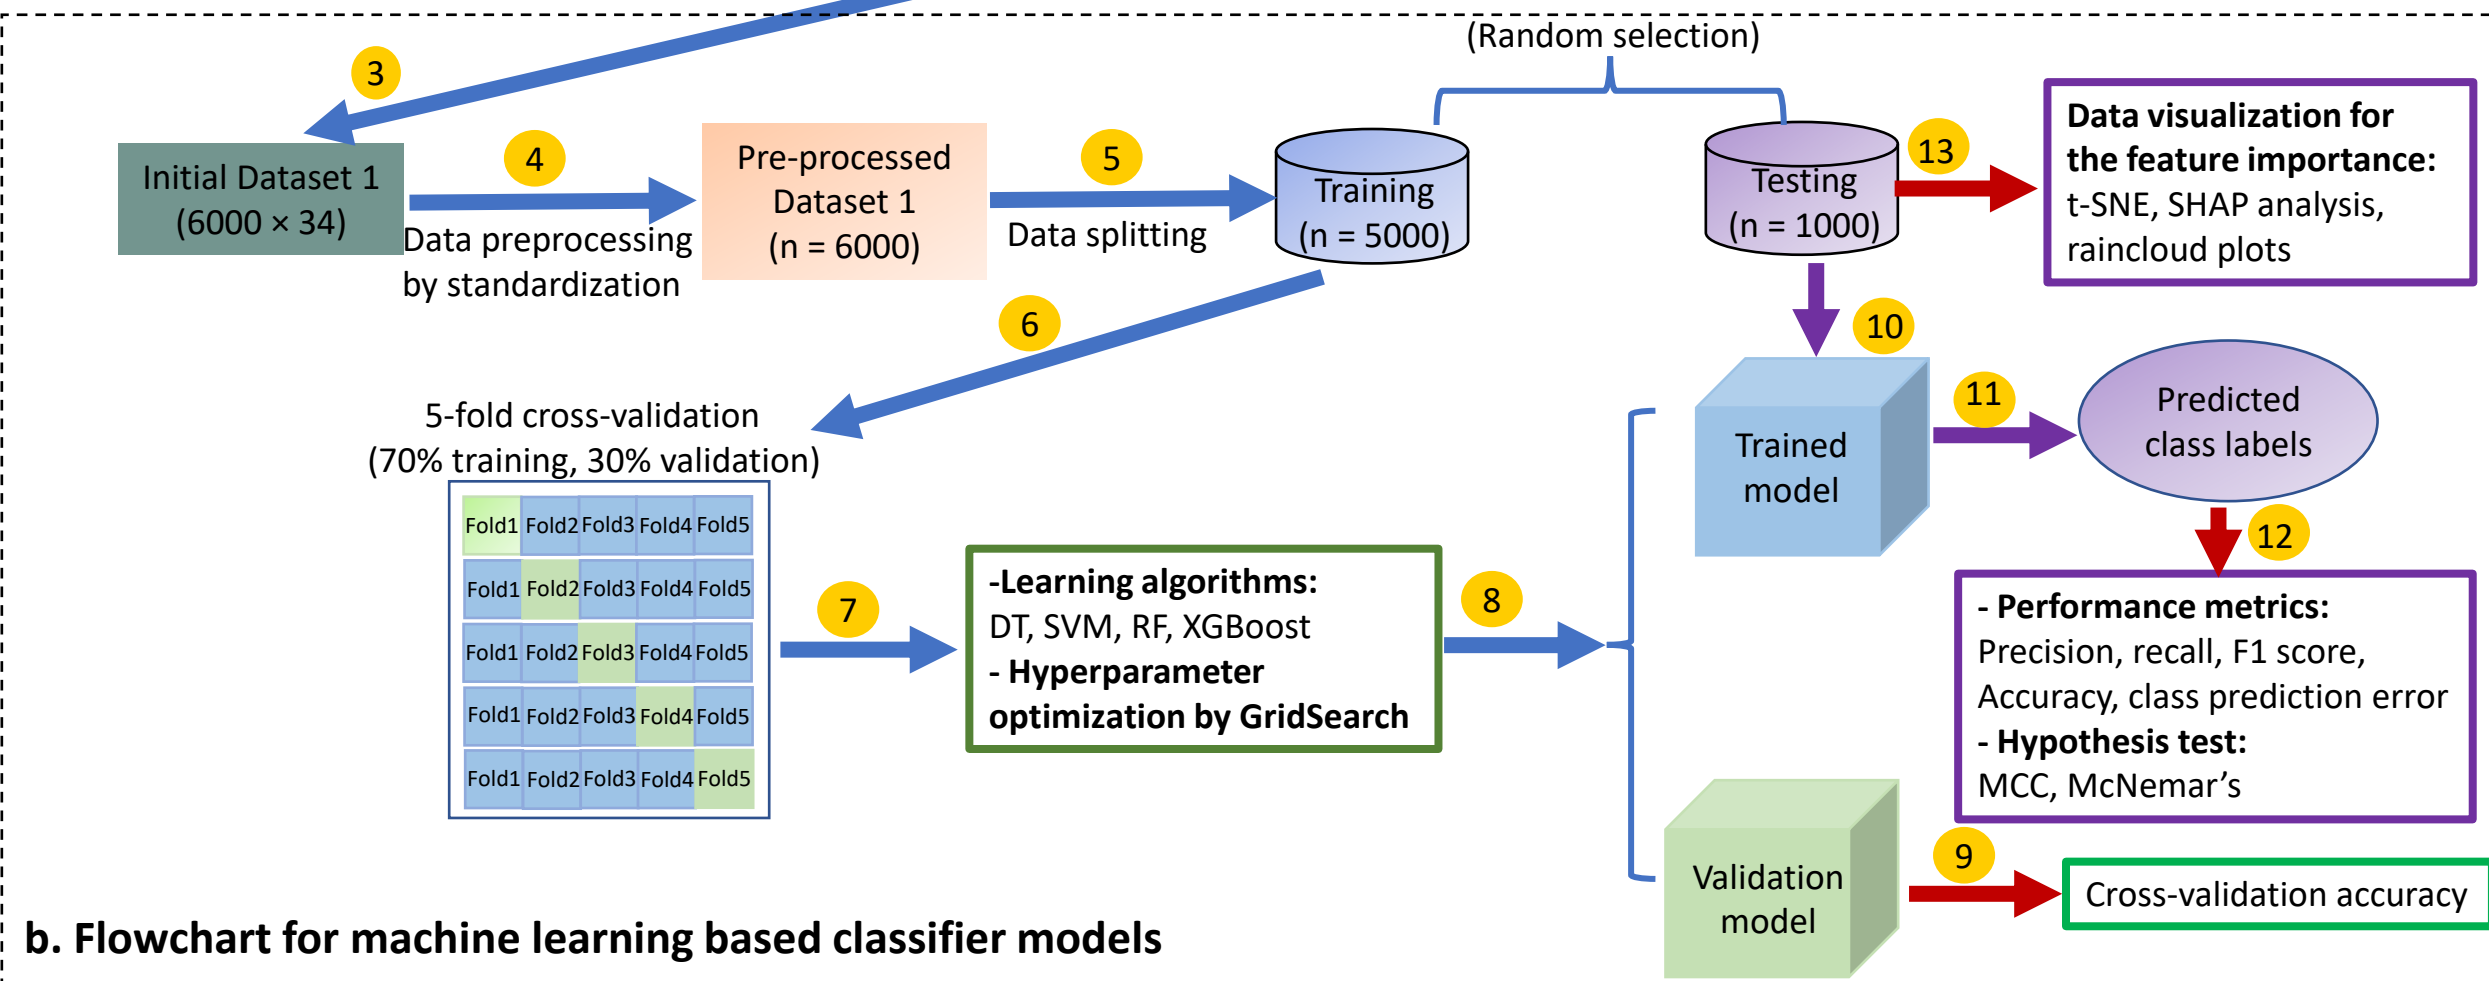 (Random selection)
3
Initial Dataset 1
(6000 × 34)
4
Data preprocessing
by standardization
Pre-processed
Dataset 1
(n = 6000)
5
Data splitting
Training
(n = 5000)
Testing
(n = 1000)
13
Data visualization for
the feature importance:
t-SNE, SHAP analysis,
raincloud plots
6
5-fold cross-validation
(70% training, 30% validation)
Fold1 Fold2 Fold3 Fold4 Fold5
Fold1 Fold2 Fold3 Fold4 Fold5
Fold1 Fold2 Fold3 Fold4 Fold5
Fold1 Fold2 Fold3 Fold4 Fold5
Fold1 Fold2 Fold3 Fold4 Fold5
7
-Learning algorithms:
DT, SVM, RF, XGBoost
- Hyperparameter
optimization by GridSearch
8
10
Trained
model
11
Predicted
class labels
12
- Performance metrics:
Precision, recall, F1 score,
Accuracy, class prediction error
- Hypothesis test:
MCC, McNemar’s
Validation
model
9
Cross-validation accuracy
b. Flowchart for machine learning based classifier models